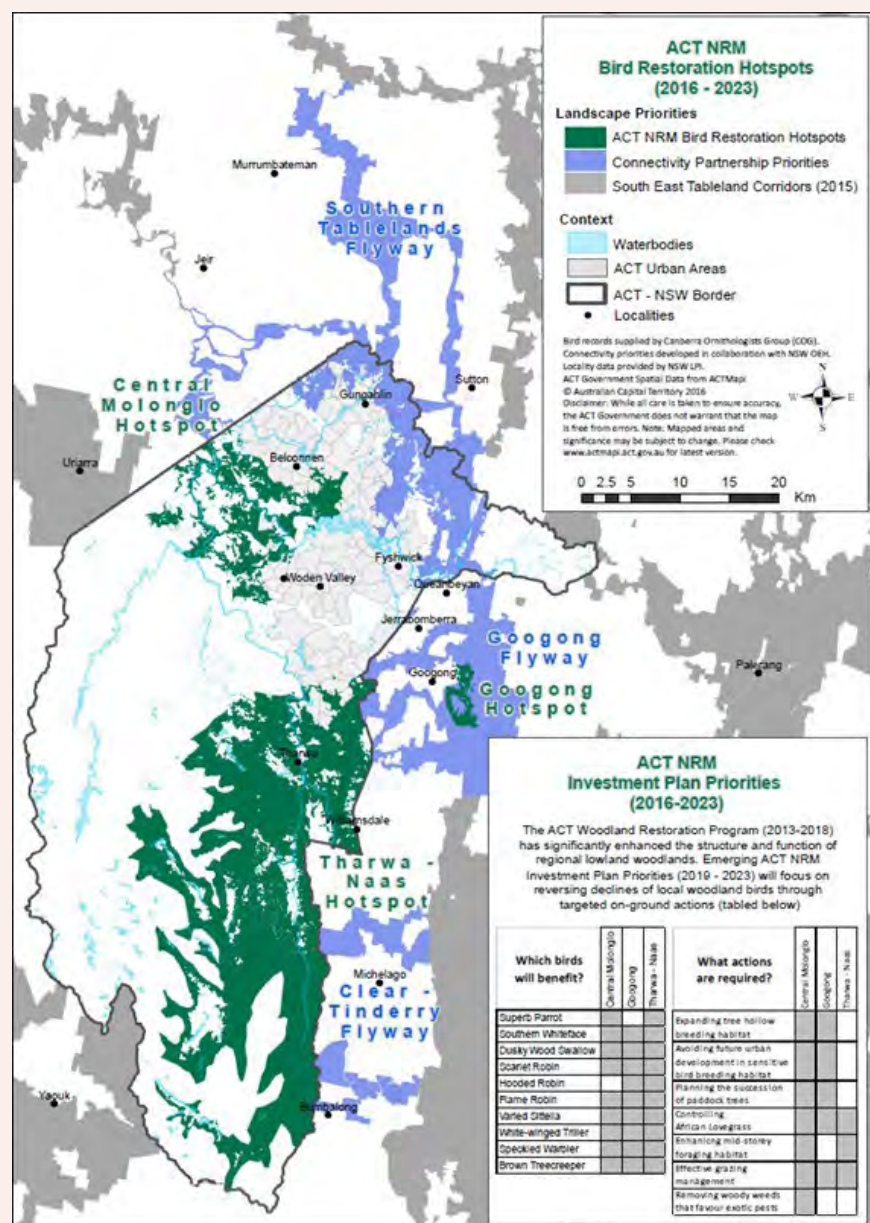 ACT NRM
Bird Restoration Hotspots
(2016 - 2023)
Landscape Priorities
ACT NRM Bird Restoration Hotspots
Connectivity Partnership Priorities
South East Tableland Corridors (2015)
Context
Waterbodies
ACT Urban Areas
ACT - NSW Border
Localities
Bird records supplied by Canberra Ornithologists Group (COG).
Connectivity priorities developed in collaboration with NSW OEH.
Locality data provided by NSW LPI.
ACT Government Spatial Data from ACTMapi
© Australian Capital Territory 2016
Disclaimer: While all care is taken to ensure accuracy,
the ACT Government does not warrant that the map
is free from errors. Note: Mapped areas and
significance may be subject to change. Please check
www.actmapi.act.gov.au for latest version.
N
W
E
S
0 2.5 5 10 15 20
Km
Murrumbateman
Southern
Tablelands
Flyway
Jeir
Central
Molonglo
Hotspot
Sutton
Gungahlin
Uriarra
Belconnen
Fyshwick
Woden Valley
Queanbeyan
Jerrabomberra
Googong
Flyway
Googong
Googong
Hotspot
Palerang
Tharwa
Williamsdale
Tharwa -
Naas
Hotspot
Michelago
Clear -
Tinderry
Flyway
Yaouk
Bumbalong
ACT NRM
Investment Plan Priorities
(2016-2023)
The ACT Woodland Restoration Program (2013-2018)
has significantly enhanced the structure and function of
regional lowland woodlands. Emerging ACT NRM
Investment Plan Priorities (2019 - 2023) will focus on
reversing declines of local woodland birds through
targeted on-ground actions (tabled below)
Which birds
will benefit?
Central Molonglo
Googong
Tharwa - Naas
Superb Parrot
Southern Whiteface
Dusky Wood Swallow
Scarlet Robin
Hooded Robin
Flame Robin
Varied Sittella
White-winged Triller
Speckled Warbler
Brown Treecreeper
What actions
are required?
Central Molonglo
Googong
Tharwa - Naas
Expanding tree hollow
breeding habitat
Avoiding future urban
development in sensitive
bird breeding habitat
Planning the succession
of paddock trees
Controlling
African Lovegrass
Enhancing mid-storey
foraging habitat
Effective grazing
management
Removing woody weeds
that favour exotic pests